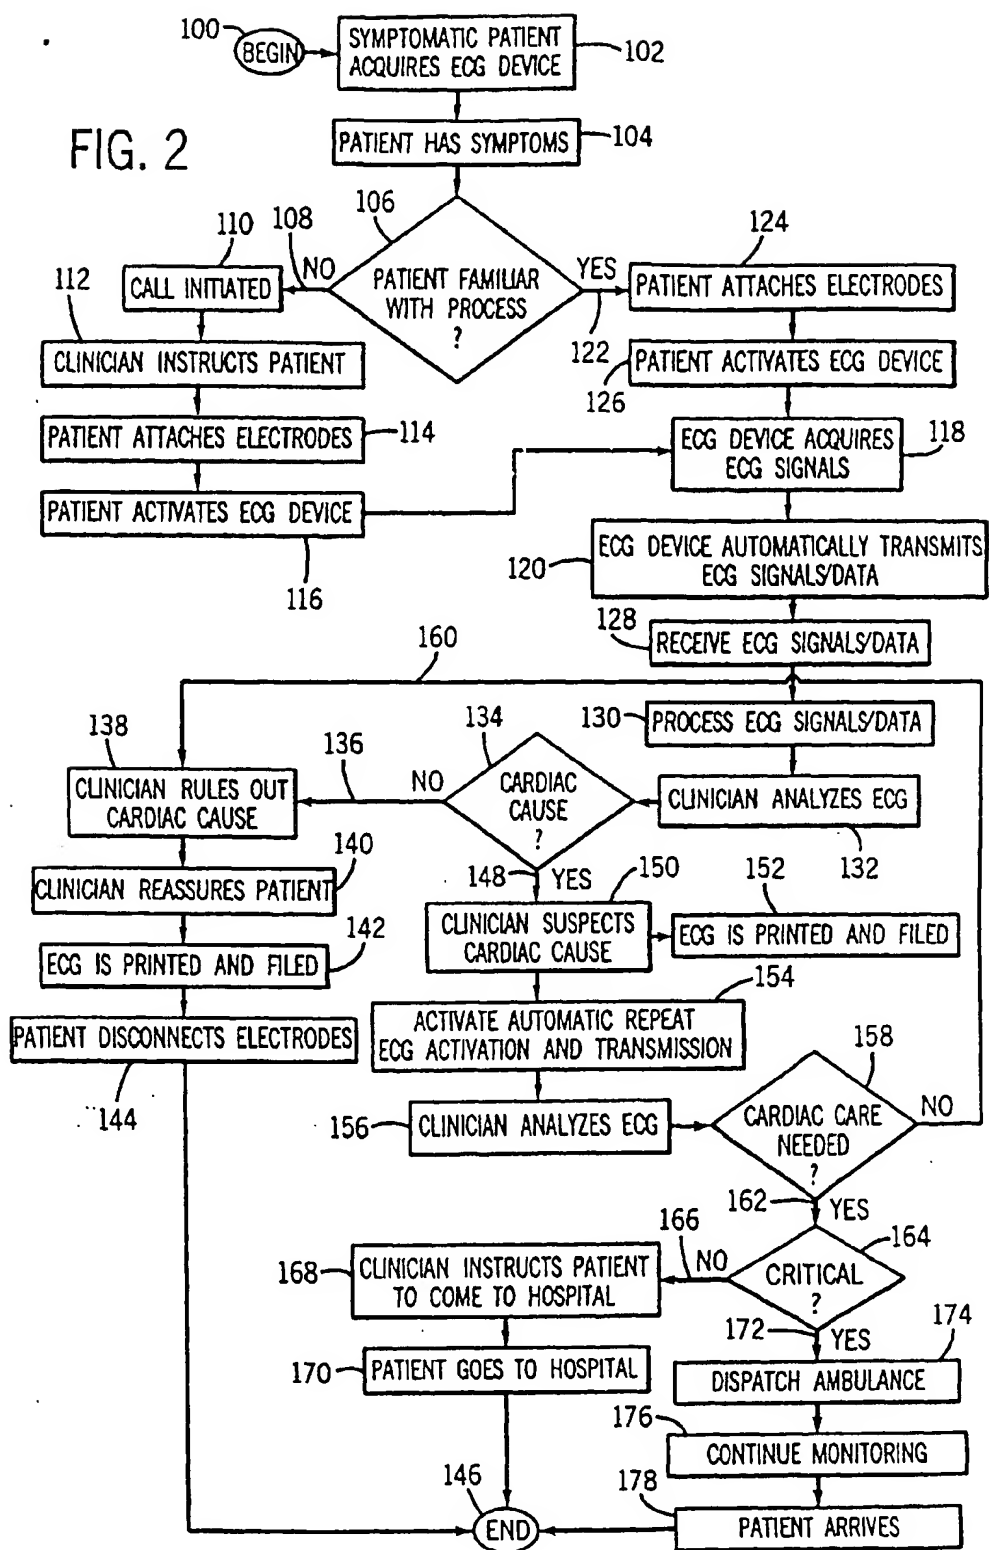 100
BEGIN
SYMPTOMATIC PATIENT
ACQUIRES ECG DEVICE
102
FIG. 2
PATIENT HAS SYMPTOMS
104
106
PATIENT FAMILIAR
WITH PROCESS
?
108
NO
110
CALL INITIATED
112
CLINICIAN INSTRUCTS PATIENT
PATIENT ATTACHES ELECTRODES
114
PATIENT ACTIVATES ECG DEVICE
116
YES
122
124
PATIENT ATTACHES ELECTRODES
PATIENT ACTIVATES ECG DEVICE
126
ECG DEVICE ACQUIRES
ECG SIGNALS
118
ECG DEVICE AUTOMATICALLY TRANSMITS
ECG SIGNALS/DATA
120
128
RECEIVE ECG SIGNALS/DATA
160
130
PROCESS ECG SIGNALS/DATA
CLINICIAN ANALYZES ECG
132
134
CARDIAC
CAUSE
?
136
NO
138
CLINICIAN RULES OUT
CARDIAC CAUSE
140
CLINICIAN REASSURES PATIENT
142
ECG IS PRINTED AND FILED
PATIENT DISCONNECTS ELECTRODES
144
148
YES
150
CLINICIAN SUSPECTS
CARDIAC CAUSE
152
ECG IS PRINTED AND FILED
154
ACTIVATE AUTOMATIC REPEAT
ECG ACTIVATION AND TRANSMISSION
156
CLINICIAN ANALYZES ECG
158
CARDIAC CARE
NEEDED
?
NO
162
YES
164
CRITICAL
?
166
NO
168
CLINICIAN INSTRUCTS PATIENT
TO COME TO HOSPITAL
170
PATIENT GOES TO HOSPITAL
172
YES
174
DISPATCH AMBULANCE
176
CONTINUE MONITORING
178
PATIENT ARRIVES
146
END